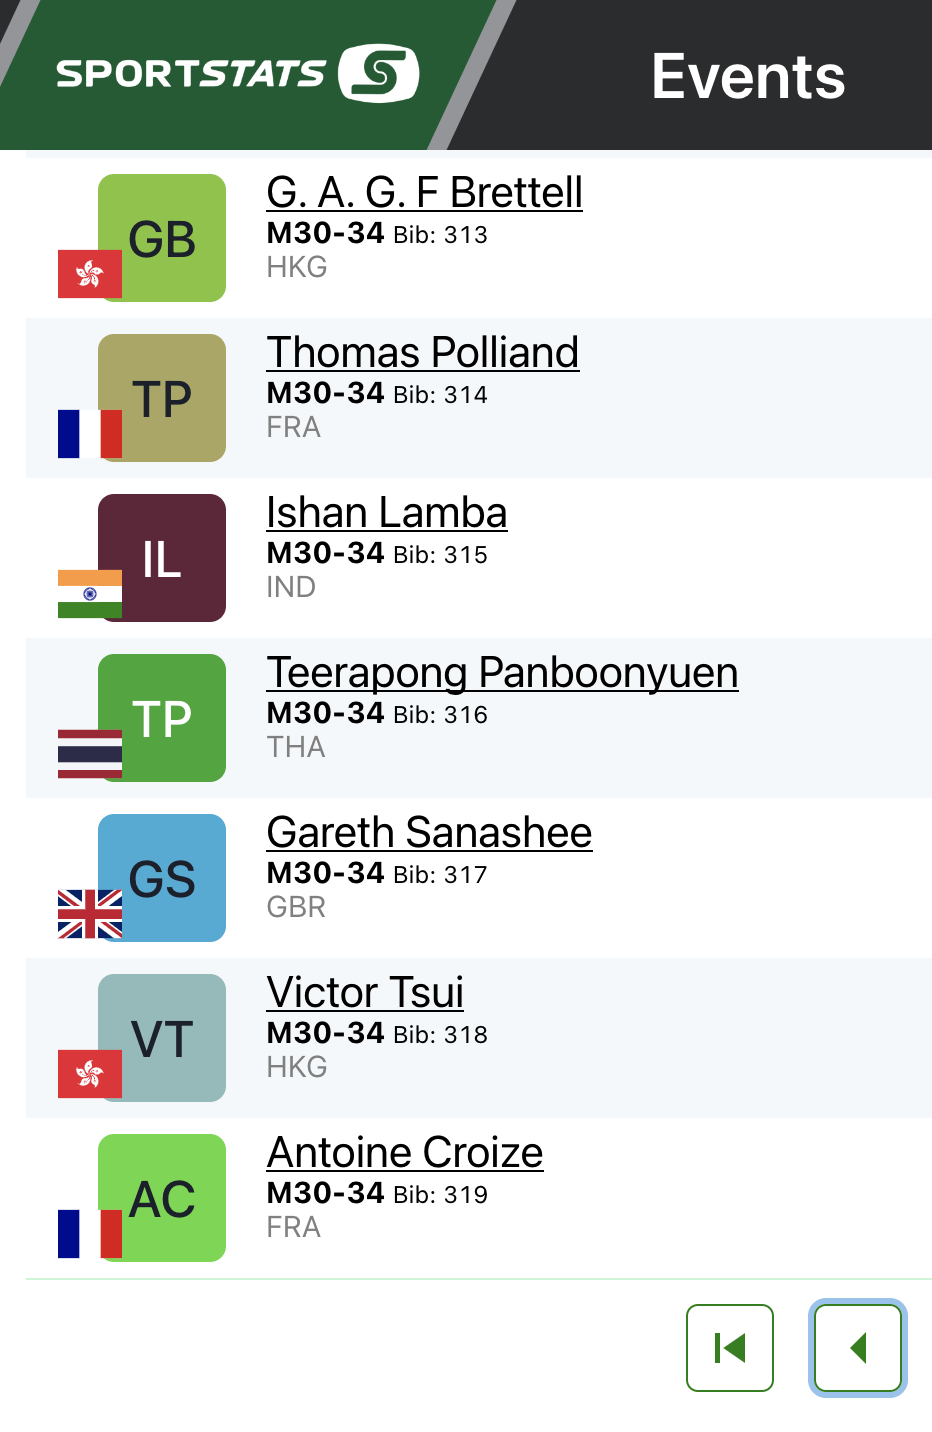 SPORTSTATS S
Events
GB
G. A. G. F Brettell
M30-34 Bib: 313
HKG
TP
Thomas Polliand
M30-34 Bib: 314
FRA
IL
Ishan Lamba
M30-34 Bib: 315
IND
TP
Teerapong Panboonyuen
M30-34 Bib: 316
THA
GS
Gareth Sanashee
M30-34 Bib: 317
GBR
VT
Victor Tsui
M30-34 Bib: 318
HKG
AC
Antoine Croize
M30-34 Bib: 319
FRA